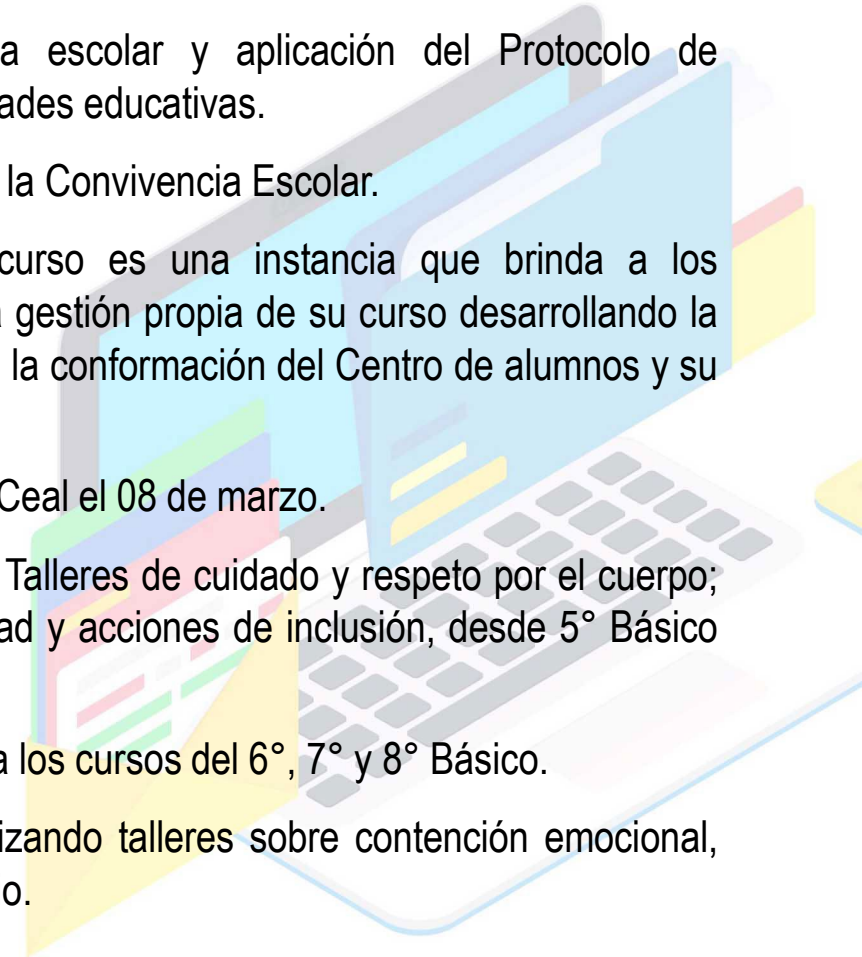 a escolar y aplicación del Protocolo de
ades educativas.
la Convivencia Escolar.
curso es una instancia que brinda a los
gestión propia de su curso desarrollando la
la conformación del Centro de alumnos y su
Ceal el 08 de marzo.
Talleres de cuidado y respeto por el cuerpo;
ad y acciones de inclusión, desde 5° Básico
a los cursos del 6°, 7° y 8° Básico.
izando talleres sobre contención emocional,
o.